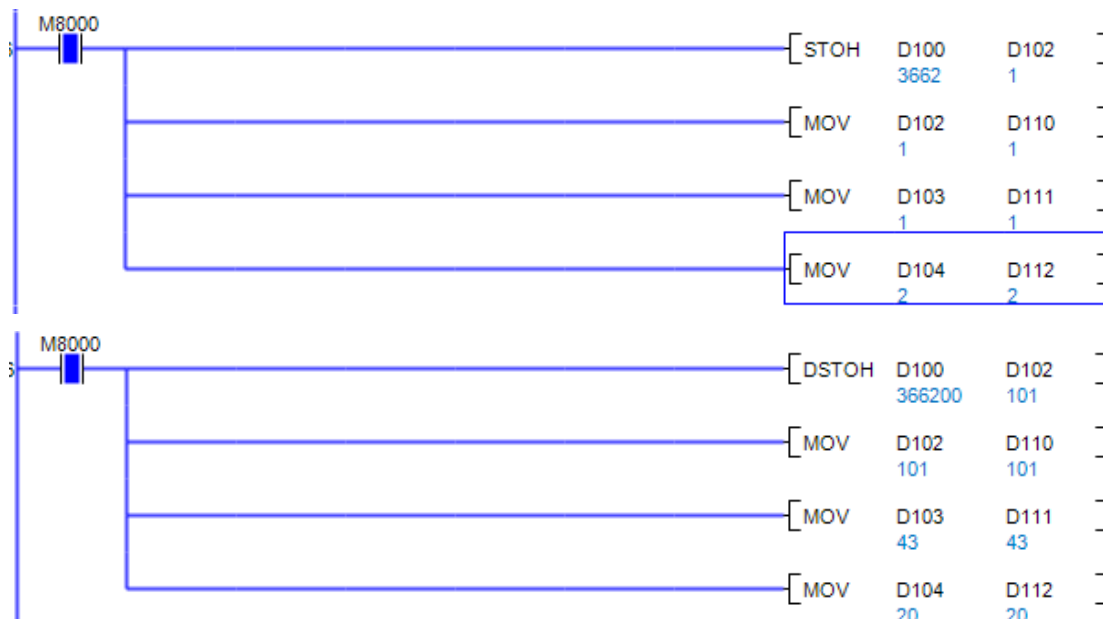 M8000
STOH D100 D102
3662 1
MOV D102 D110
1 1
MOV D103 D111
1 1
MOV D104 D112
2 2
M8000
DSTOH D100 D102
366200 101
MOV D102 D110
101 101
MOV D103 D111
43 43
MOV D104 D112
20 20